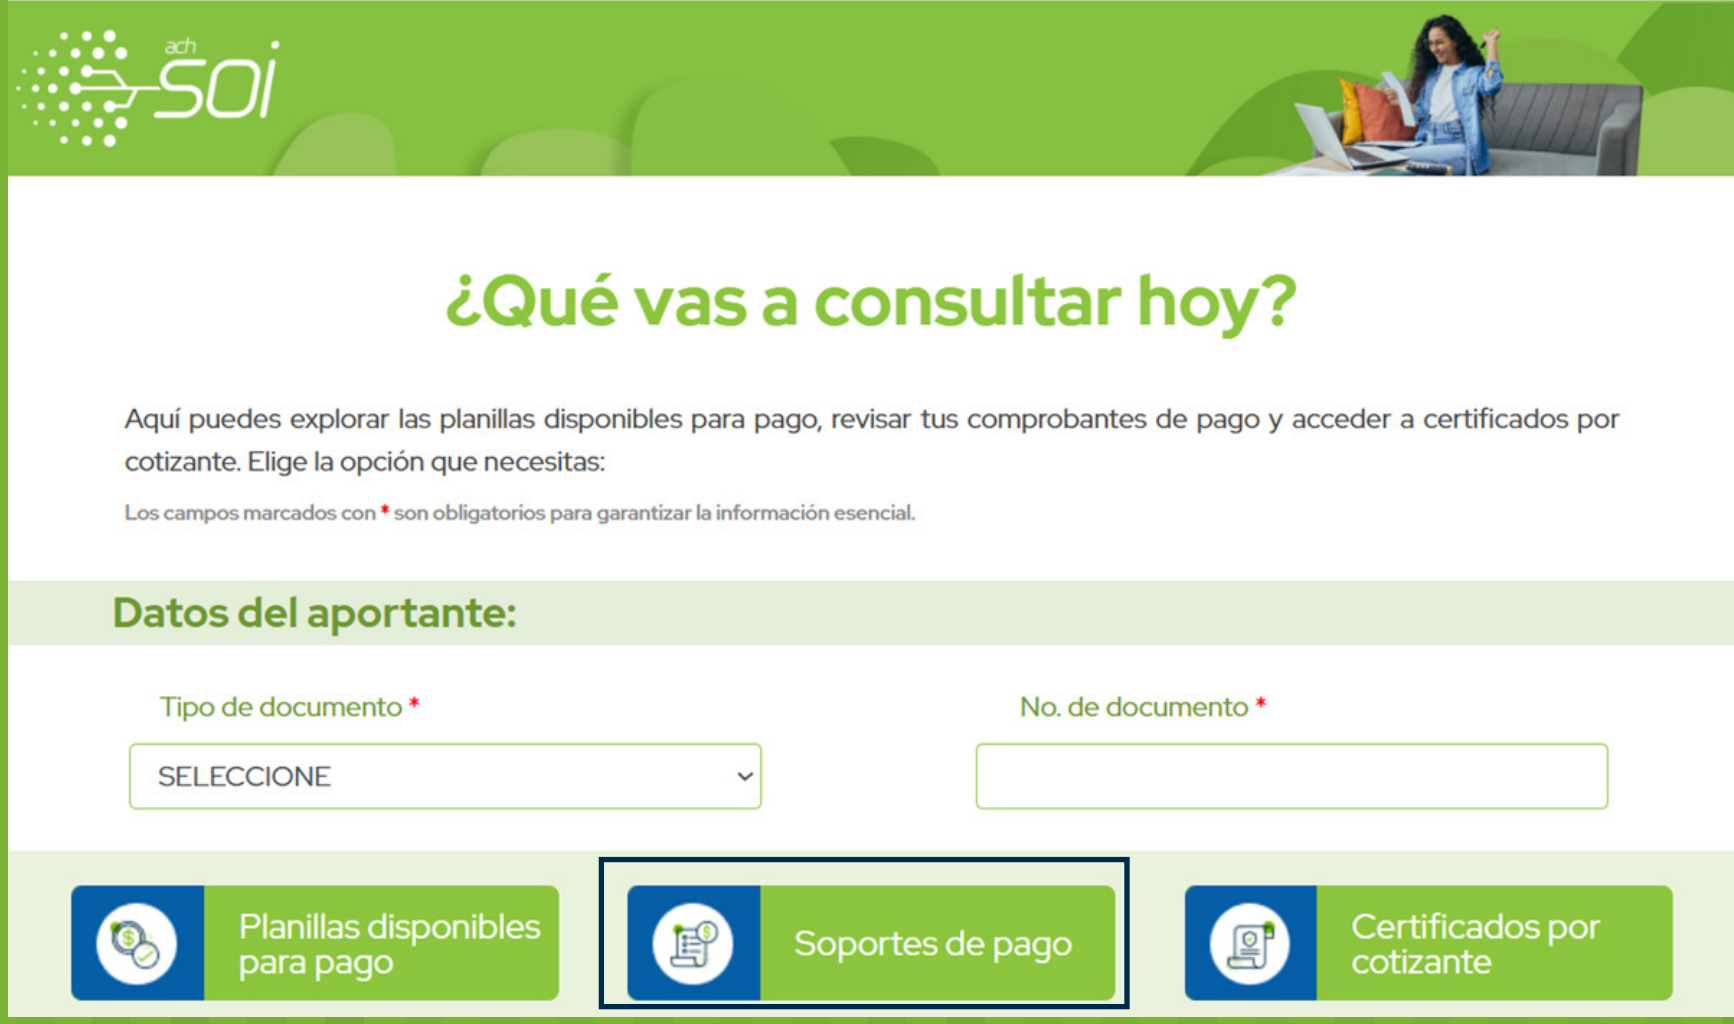 ach
SOI
¿Qué vas a consultar hoy?
Aquí puedes explorar las planillas disponibles para pago, revisar tus comprobantes de pago y acceder a certificados por
cotizante. Elige la opción que necesitas:
Los campos marcados con * son obligatorios para garantizar la información esencial.
Datos del aportante:
Tipo de documento *
No. de documento *
SELECCIONE
Planillas disponibles
para pago
Soportes de pago
Certificados por
cotizante